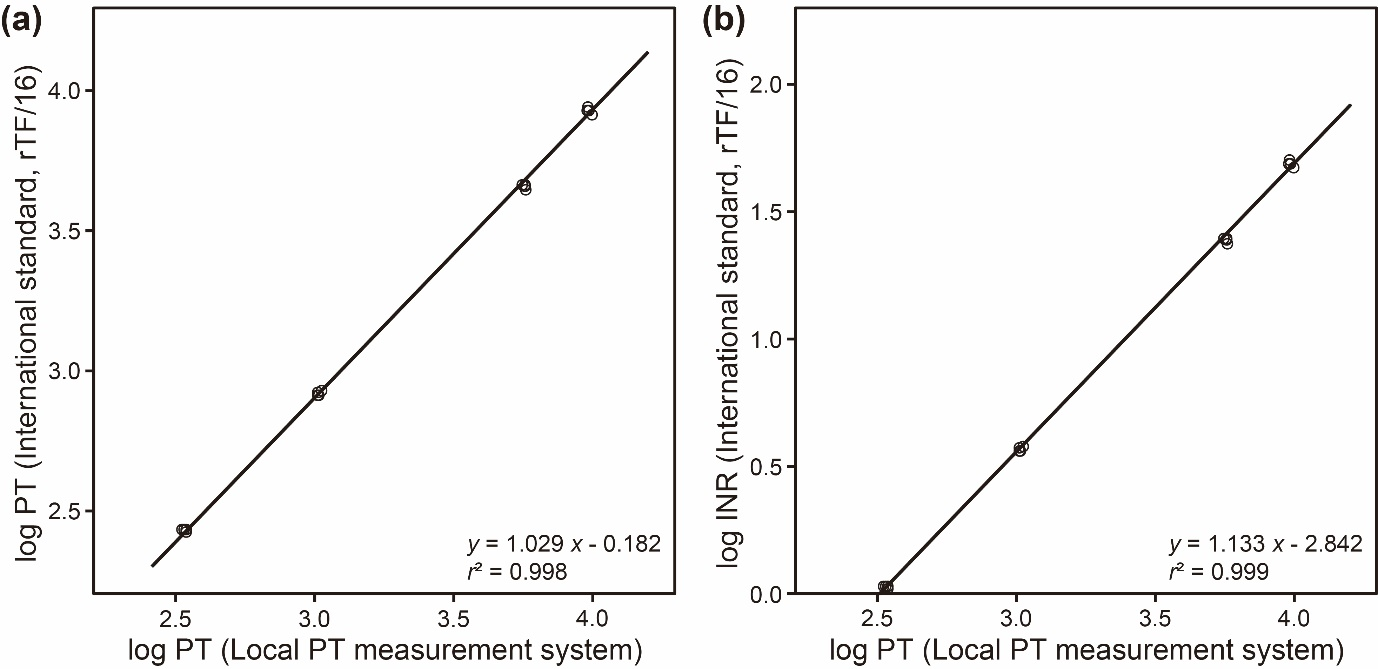 (a)
log PT (International standard, rTF/16)
4.0
3.5
3.0
2.5
y = 1.029 x - 0.182
r² = 0.998
2.5 3.0 3.5 4.0
log PT (Local PT measurement system)
(b)
log INR (International standard, rTF/16)
2.0
1.5
1.0
0.5
0.0
y = 1.133 x - 2.842
r² = 0.999
2.5 3.0 3.5 4.0
log PT (Local PT measurement system)